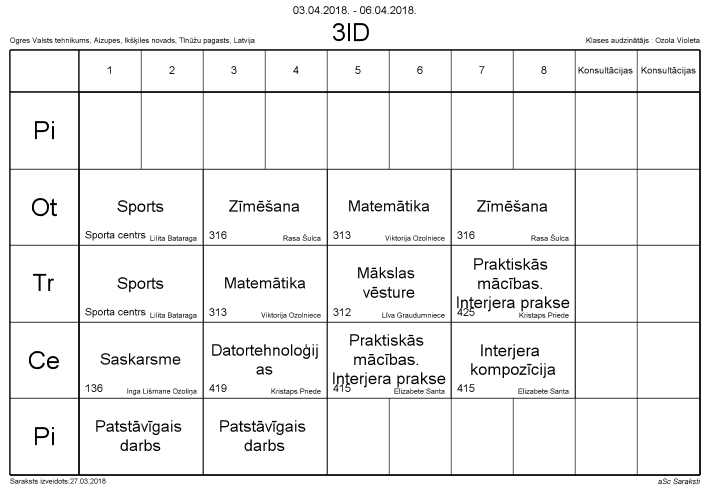 03.04.2018. - 06.04.2018.
Ogres Valsts tehnikums, Aizupes, Ikšķiles novads, Tīnūžu pagasts, Latvija
3ID
Klases audzinātājs : Ozola Violeta
1 2 3 4 5 6 7 8 Konsultācijas Konsultācijas
Pi
Ot
Sports
Sporta centrs Lilita Bataraga
Zīmēšana
316 Rasa Šulca
Matemātika
313 Viktorija Ozolniece
Zīmēšana
316 Rasa Šulca
Tr
Sports
Sporta centrs Lilita Bataraga
Matemātika
313 Viktorija Ozolniece
Mākslas
vēsture
312 Līva Graudumniece
Praktiskās
mācības.
Interjera prakse
425 Kristaps Priede
Ce
Saskarsme
136 Inga Lišmane Ozoliņa
Datortehnoloģij
as
419 Kristaps Priede
Praktiskās
mācības.
Interjera prakse
415 Elizabete Santa
Interjera
kompozīcija
415 Elizabete Santa
Pi
Patstāvīgais
darbs
Patstāvīgais
darbs
Saraksts izveidots:27.03.2018
aSc Saraksti